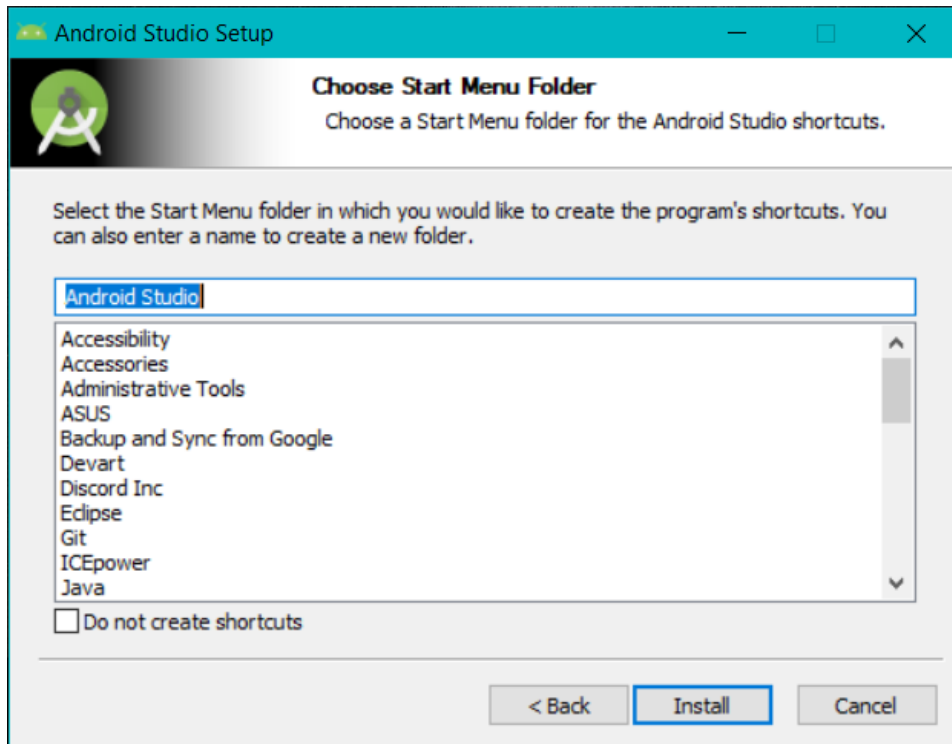 Android Studio Setup
Choose Start Menu Folder
Choose a Start Menu folder for the Android Studio shortcuts.
Select the Start Menu folder in which you would like to create the program's shortcuts. You
can also enter a name to create a new folder.
Android Studio
Accessibility
Accessories
Administrative Tools
ASUS
Backup and Sync from Google
Devart
Discord Inc
Eclipse
Git
ICEpower
Java
Do not create shortcuts
< Back Install Cancel